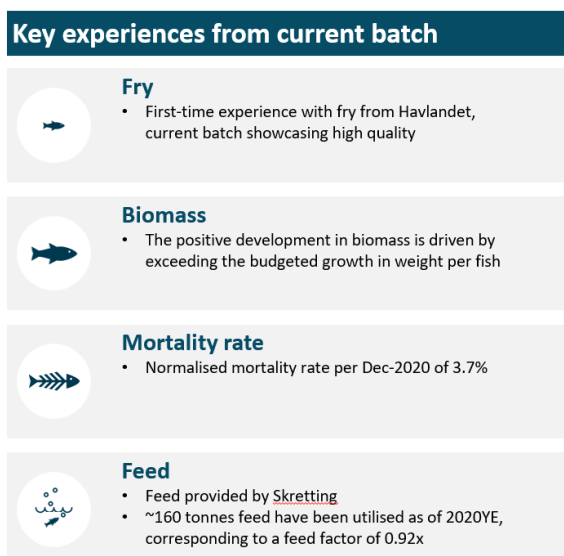 Key experiences from current batch
Fry
• First-time experience with fry from Havlandet,
current batch showcasing high quality
Biomass
• The positive development in biomass is driven by
exceeding the budgeted growth in weight per fish
Mortality rate
• Normalised mortality rate per Dec-2020 of 3.7%
Feed
• Feed provided by Skretting
• ~160 tonnes feed have been utilised as of 2020YE,
corresponding to a feed factor of 0.92x